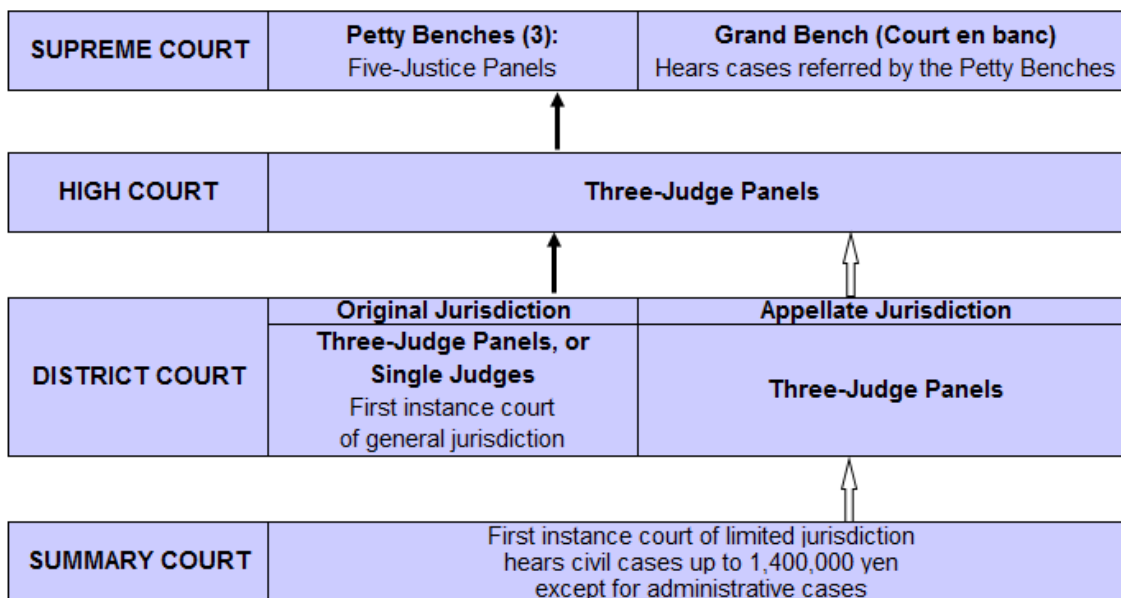 SUPREME COURT
Petty Benches (3):
Five-Justice Panels
Grand Bench (Court en banc)
Hears cases referred by the Petty Benches
HIGH COURT
Three-Judge Panels
DISTRICT COURT
Original Jurisdiction
Three-Judge Panels, or
Single Judges
First instance court
of general jurisdiction
Appellate Jurisdiction
Three-Judge Panels
SUMMARY COURT
First instance court of limited jurisdiction
hears civil cases up to 1,400,000 yen
except for administrative cases